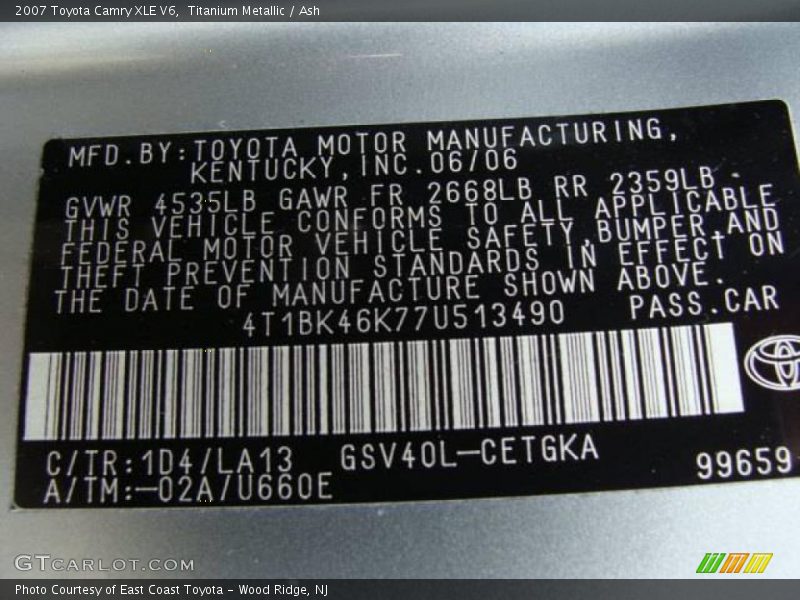 2007 Toyota Camry XLE V6,  Titanium Metallic / Ash
MFD.BY:TOYOTA MOTOR MANUFACTURING,
KENTUCKY,INC.06/06
GVWR 4535LB GAWR FR 2668LB RR 2359LB
THIS VEHICLE CONFORMS TO ALL APPLICABLE
FEDERAL MOTOR VEHICLE SAFETY,BUMPER,AND
THEFT PREVENTION STANDARDS IN EFFECT ON
THE DATE OF MANUFACTURE SHOWN ABOVE.
4T1BK46K77U513490 PASS.CAR
C/TR:1D4/LA13 GSV40L-CETGKA
A/TM:-02A/U660E 99659
GTCARLOT.COM
Photo Courtesy of East Coast Toyota - Wood Ridge, NJ